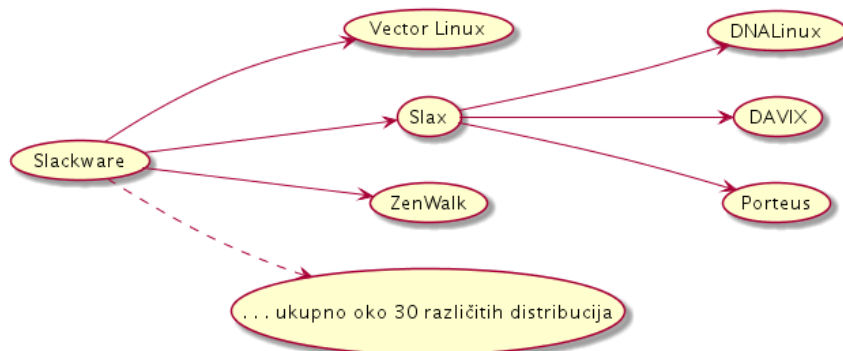 Vector Linux
DNALinux
Slax
DAVIX
Slackware
ZenWalk
Porteus
. . . ukupno oko 30 različitih distribucija